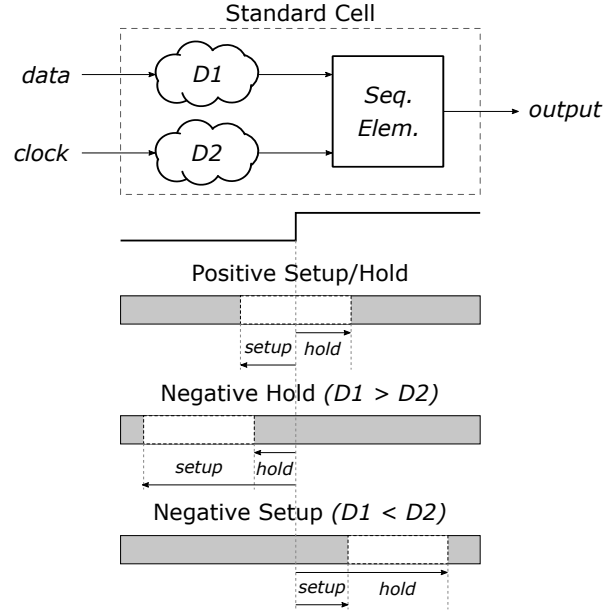 Standard Cell
data
D1
Seq.
Elem.
output
clock
D2
Positive Setup/Hold
setup
hold
Negative Hold (D1 > D2)
setup
hold
Negative Setup (D1 < D2)
setup
hold